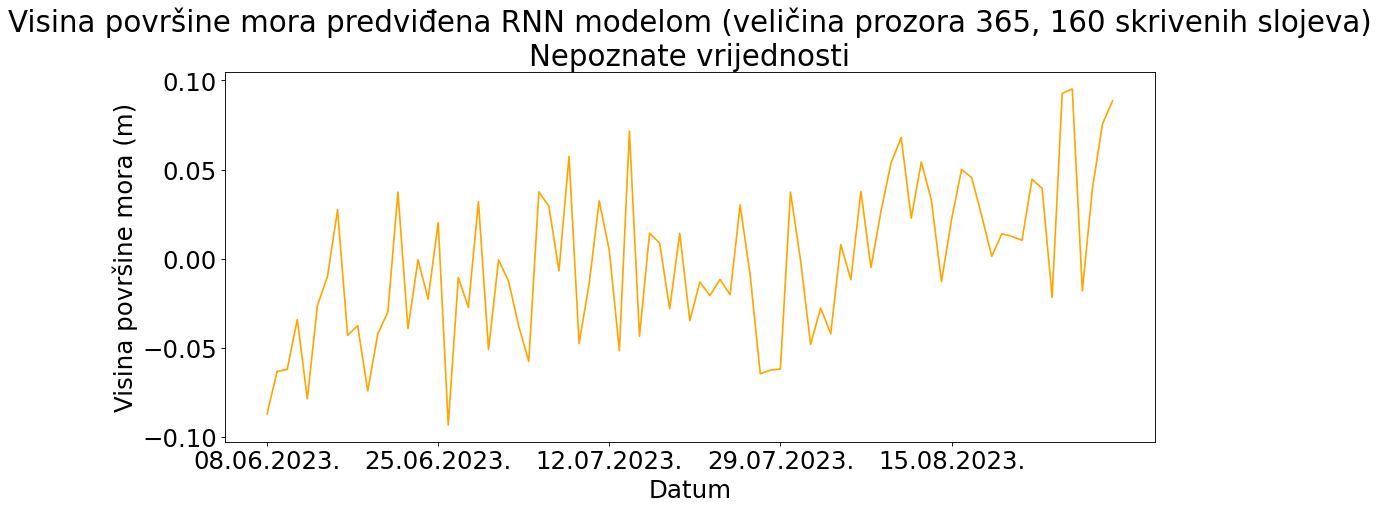 Visina površine mora predviđena RNN modelom (veličina prozora 365, 160 skrivenih slojeva)
Nepoznate vrijednosti
Visina površine mora (m)
0.10
0.05
0.00
−0.05
−0.10
08.06.2023. 25.06.2023. 12.07.2023. 29.07.2023. 15.08.2023.
Datum